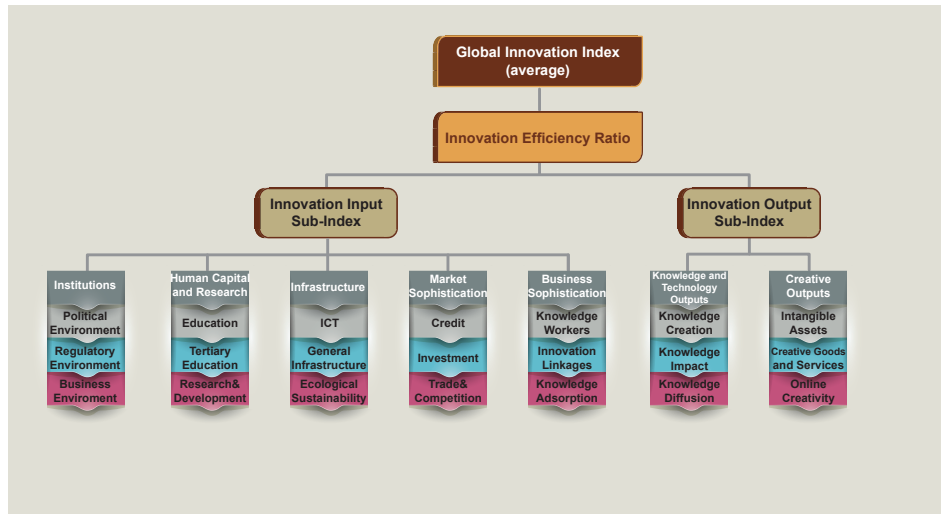 Global Innovation Index
(average)
Innovation Efficiency Ratio
Innovation Input
Sub-Index
Innovation Output
Sub-Index
Institutions
Political
Environment
Regulatory
Environment
Business
Enviroment
Human Capital
and Research
Education
Tertiary
Education
Research&
Development
Infrastructure
ICT
General
Infrastructure
Ecological
Sustainability
Market
Sophistication
Credit
Investment
Trade&
Competition
Business
Sophistication
Knowledge
Workers
Innovation
Linkages
Knowledge
Adsorption
Knowledge and
Technology
Outputs
Knowledge
Creation
Knowledge
Impact
Knowledge
Diffusion
Creative
Outputs
Intangible
Assets
Creative Goods
and Services
Online
Creativity